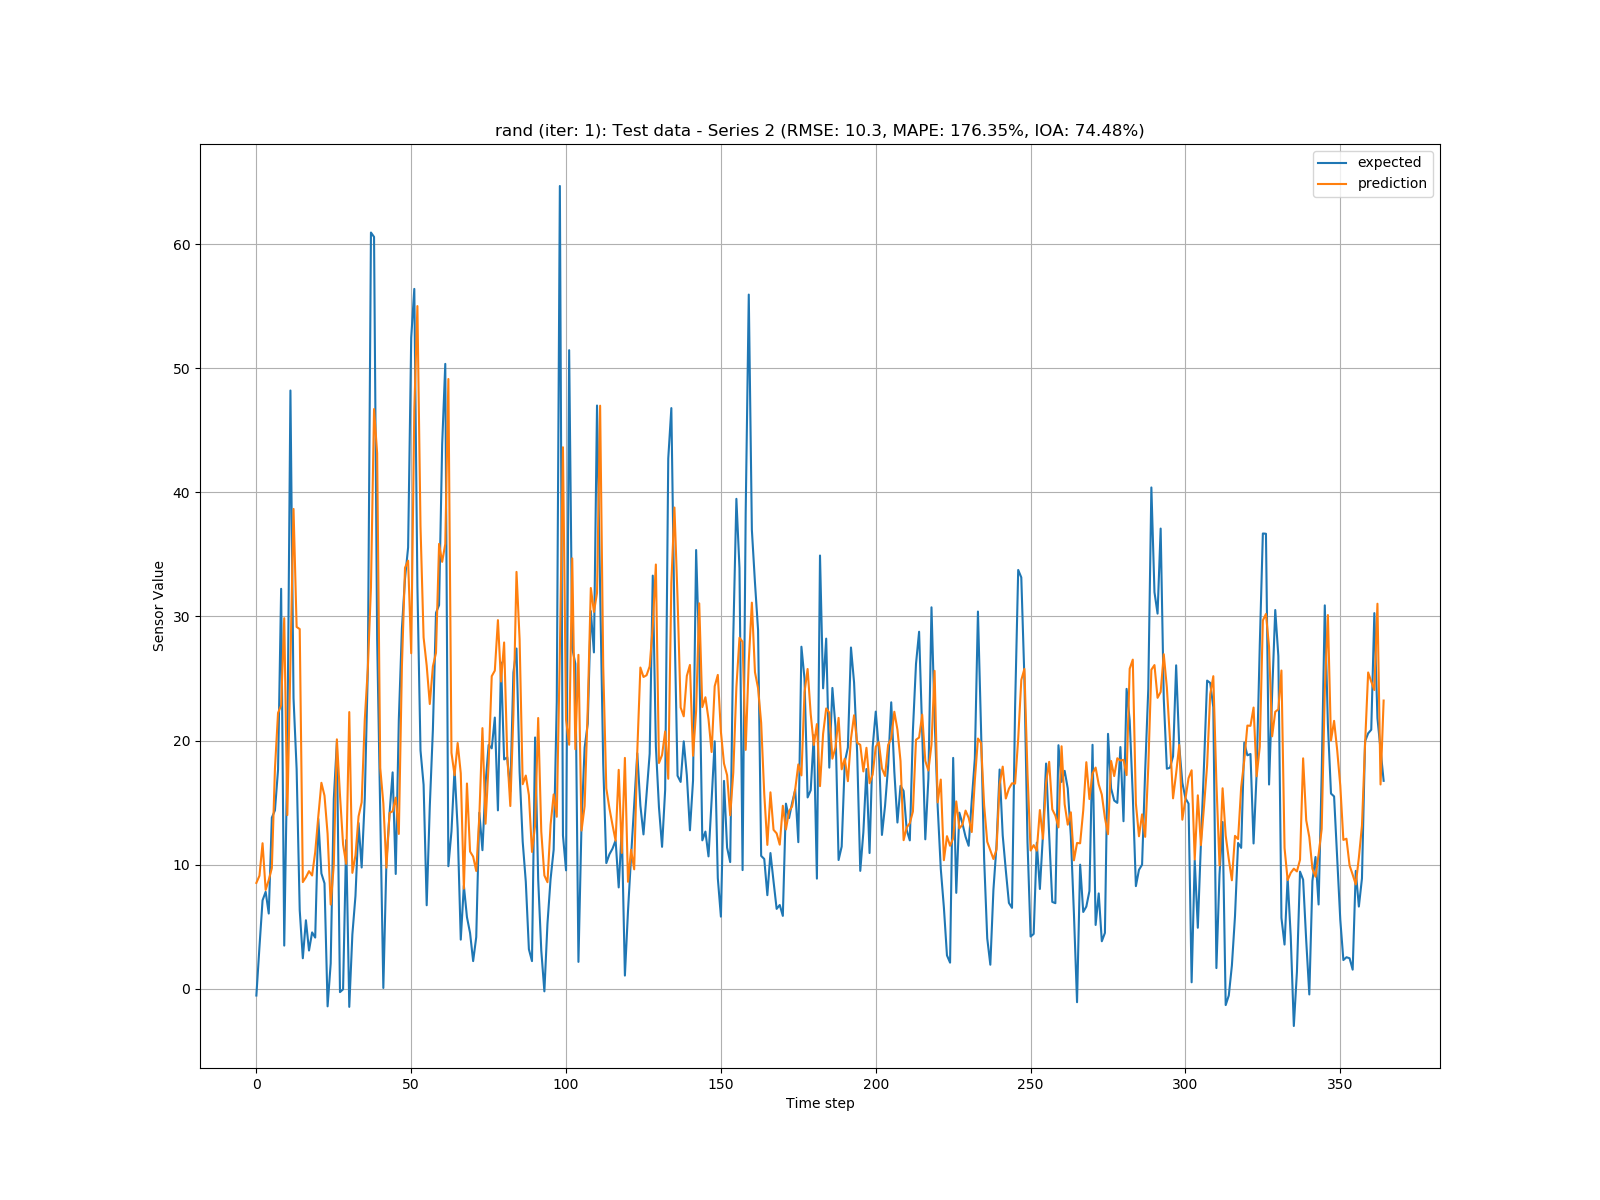 rand (iter: 1): Test data - Series 2 (RMSE: 10.3, MAPE: 176.35%, IOA: 74.48%)
expected
prediction
Sensor Value
60
50
40
30
20
10
0
0 50 100 150 200 250 300 350
Time step